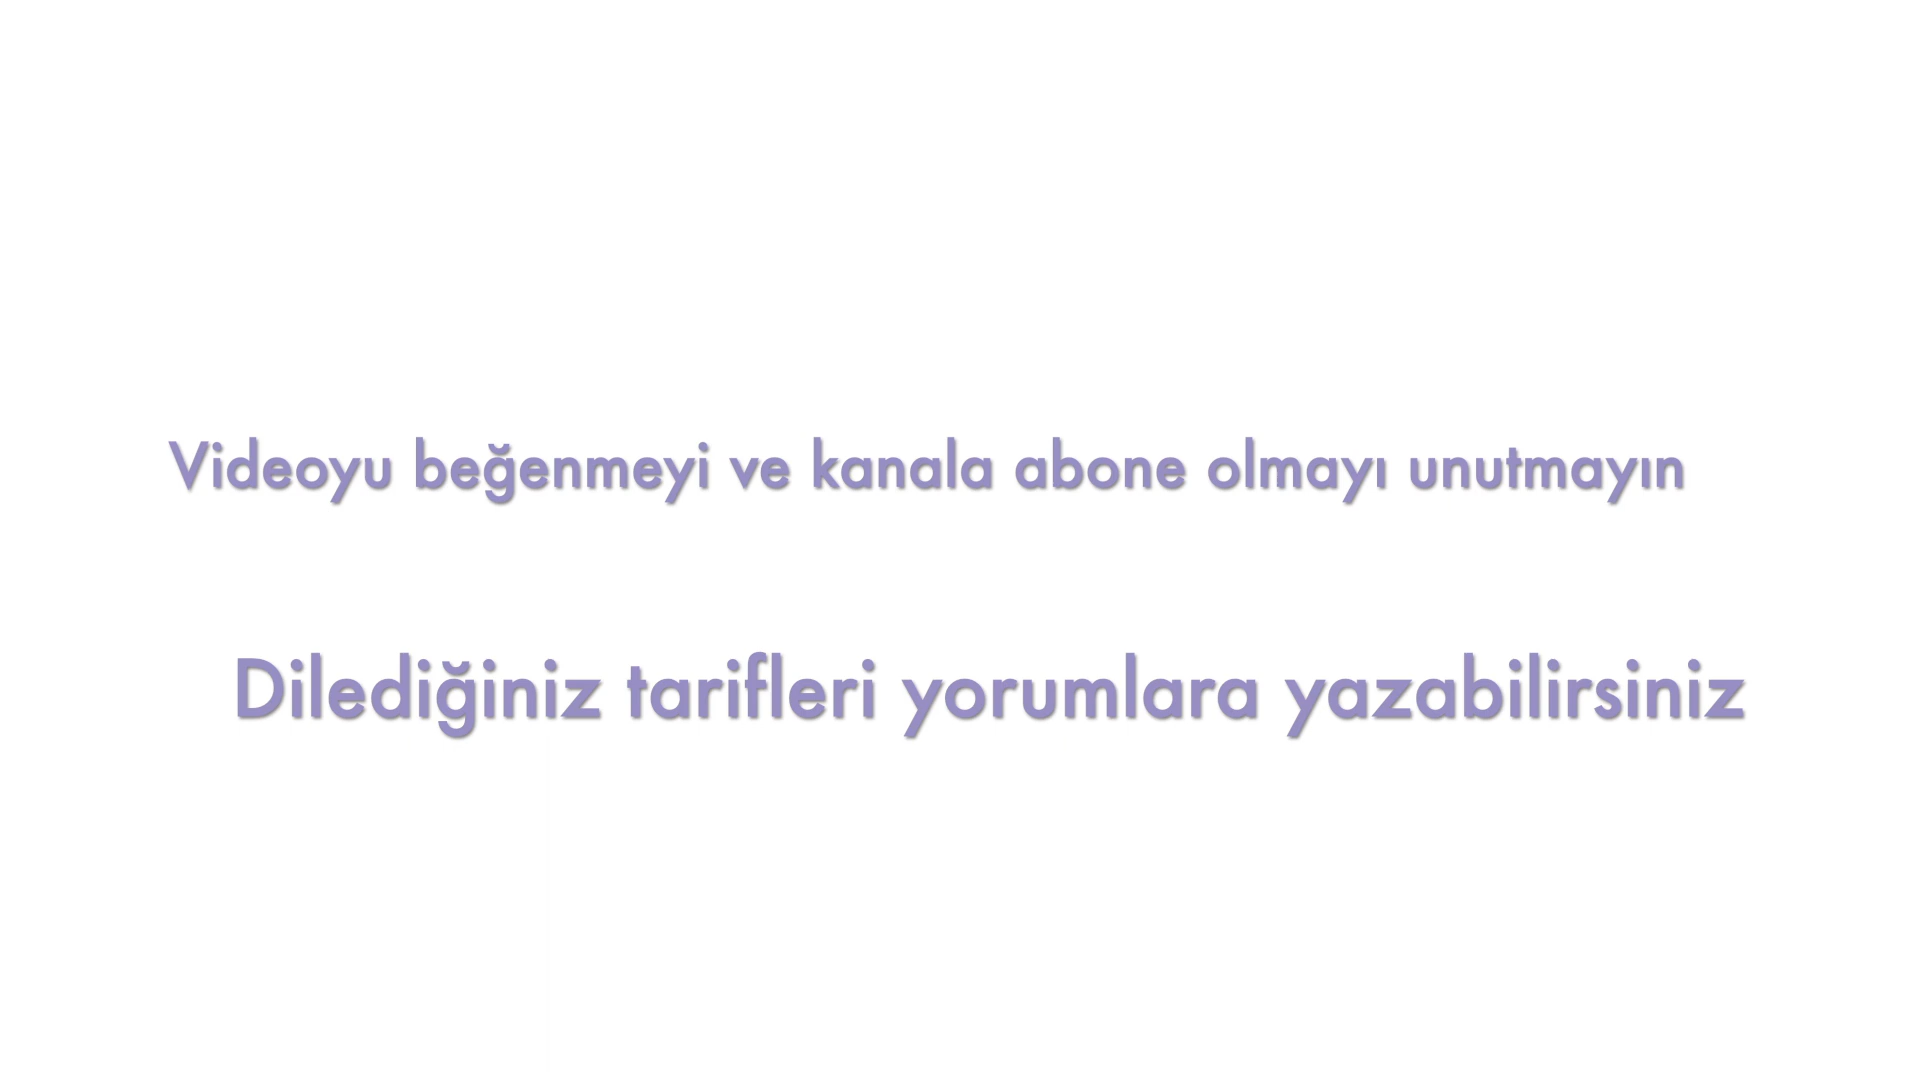 Videoyu beğenmeyi ve kanala abone olmayı unutmayın
Dilediğiniz tarifleri yorumlara yazabilirsiniz